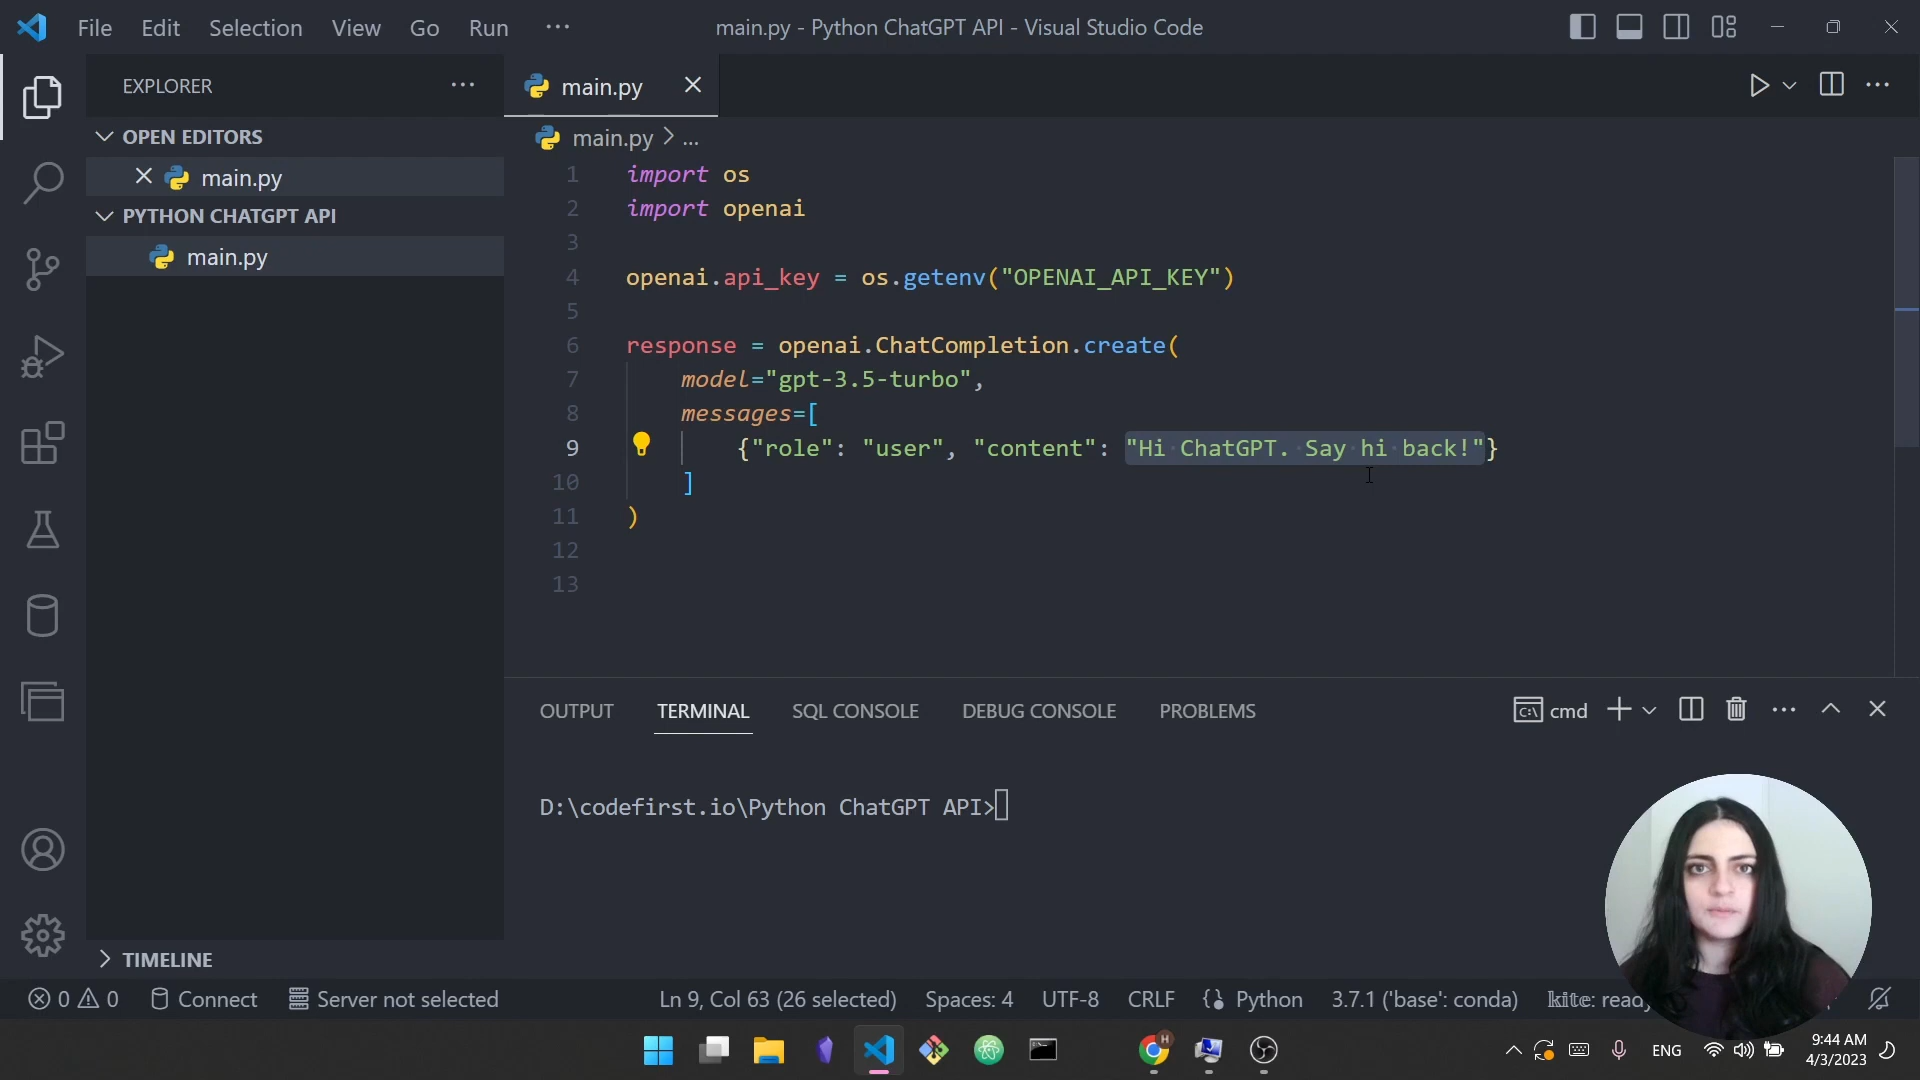 File Edit Selection View Go Run ···
main.py - Python ChatGPT API - Visual Studio Code
EXPLORER
main.py
OPEN EDITORS
main.py
PYTHON CHATGPT API
main.py
TIMELINE
main.py > ...
1 import os
2 import openai
3
4 openai.api_key = os.getenv("OPENAI_API_KEY")
5
6 response = openai.ChatCompletion.create(
7 model="gpt-3.5-turbo",
8 messages=[
9 {"role": "user", "content": "Hi ChatGPT. Say hi back!"}
10 ]
11 )
12
13
OUTPUT TERMINAL SQL CONSOLE DEBUG CONSOLE PROBLEMS
cmd
D:\codefirst.io\Python ChatGPT API>
0 0 Connect Server not selected Ln 9, Col 63 (26 selected) Spaces: 4 UTF-8 CRLF Python 3.7.1 ('base': conda) kite:
H
ENG
9:44 AM
4/3/2023